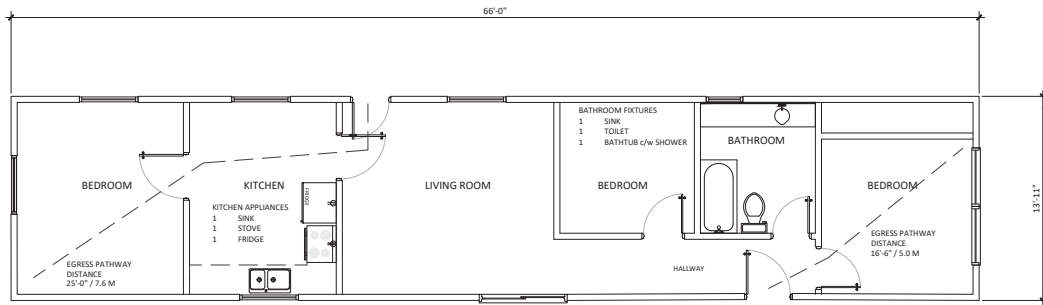 66'-0"
BATHROOM FIXTURES
1 SINK
1 TOILET
1 BATHTUB c/w SHOWER
BATHROOM
BEDROOM
KITCHEN
LIVING ROOM
BEDROOM
BEDROOM
FRIDGE
KITCHEN APPLIANCES
1 SINK
1 STOVE
1 FRIDGE
13'-11"
EGRESS PATHWAY
DISTANCE
16'-6" / 5.0 M
EGRESS PATHWAY
DISTANCE
25'-0" / 7.6 M
HALLWAY